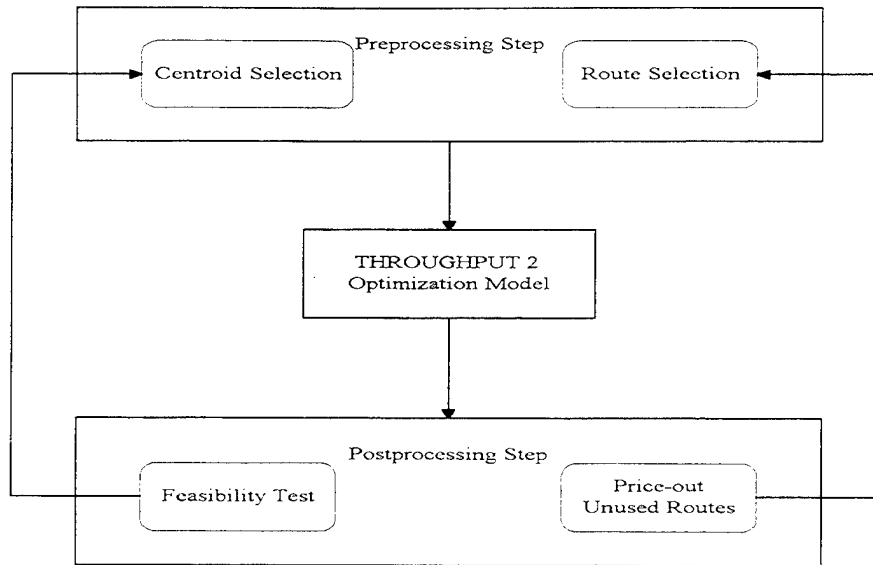 Preprocessing Step
Centroid Selection
Route Selection
THROUGHPUT 2
Optimization Model
Postprocessing Step
Feasibility Test
Price-out
Unused Routes